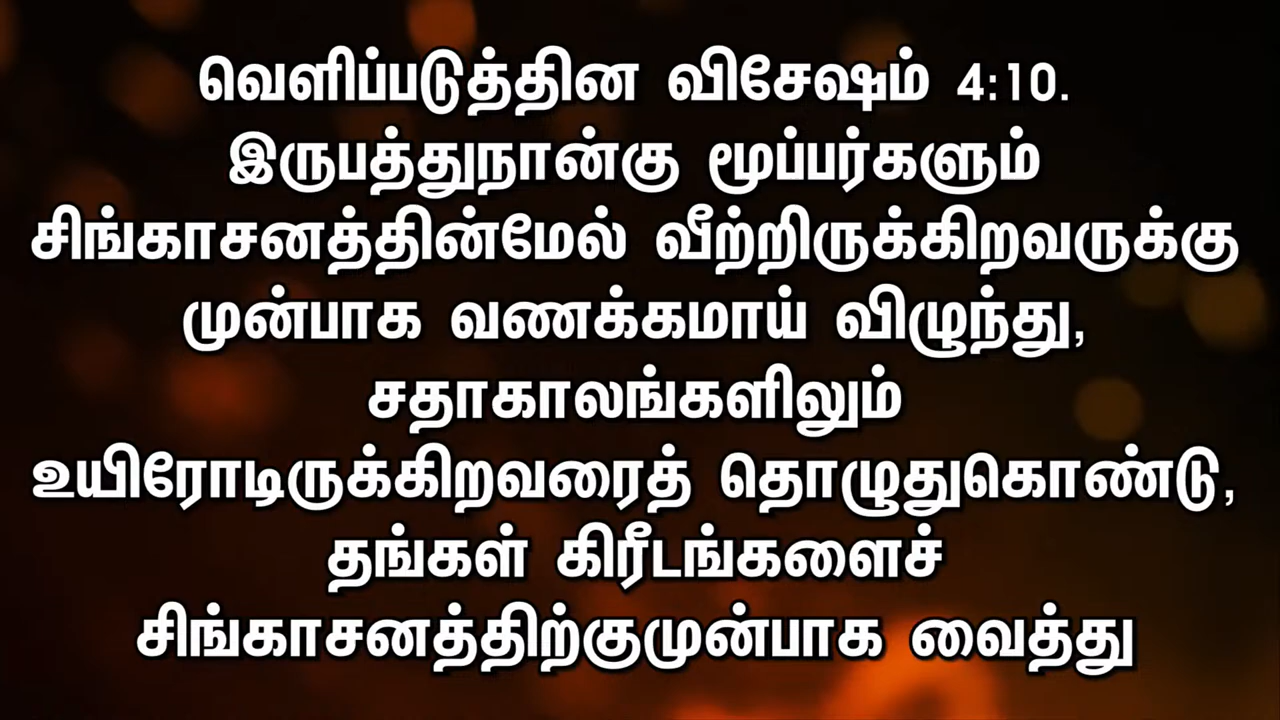 வெளிப்படுத்தின விசேஷம் 4:10.
இருபத்துநான்கு மூப்பர்களும்
சிங்காசனத்தின்மேல் வீற்றிருக்கிறவருக்கு
முன்பாக வணக்கமாய் விழுந்து,
சதாகாலங்களிலும்
உயிரோடிருக்கிறவரைத் தொழுதுகொண்டு,
தங்கள் கிரீடங்களைச்
சிங்காசனத்திற்குமுன்பாக வைத்து